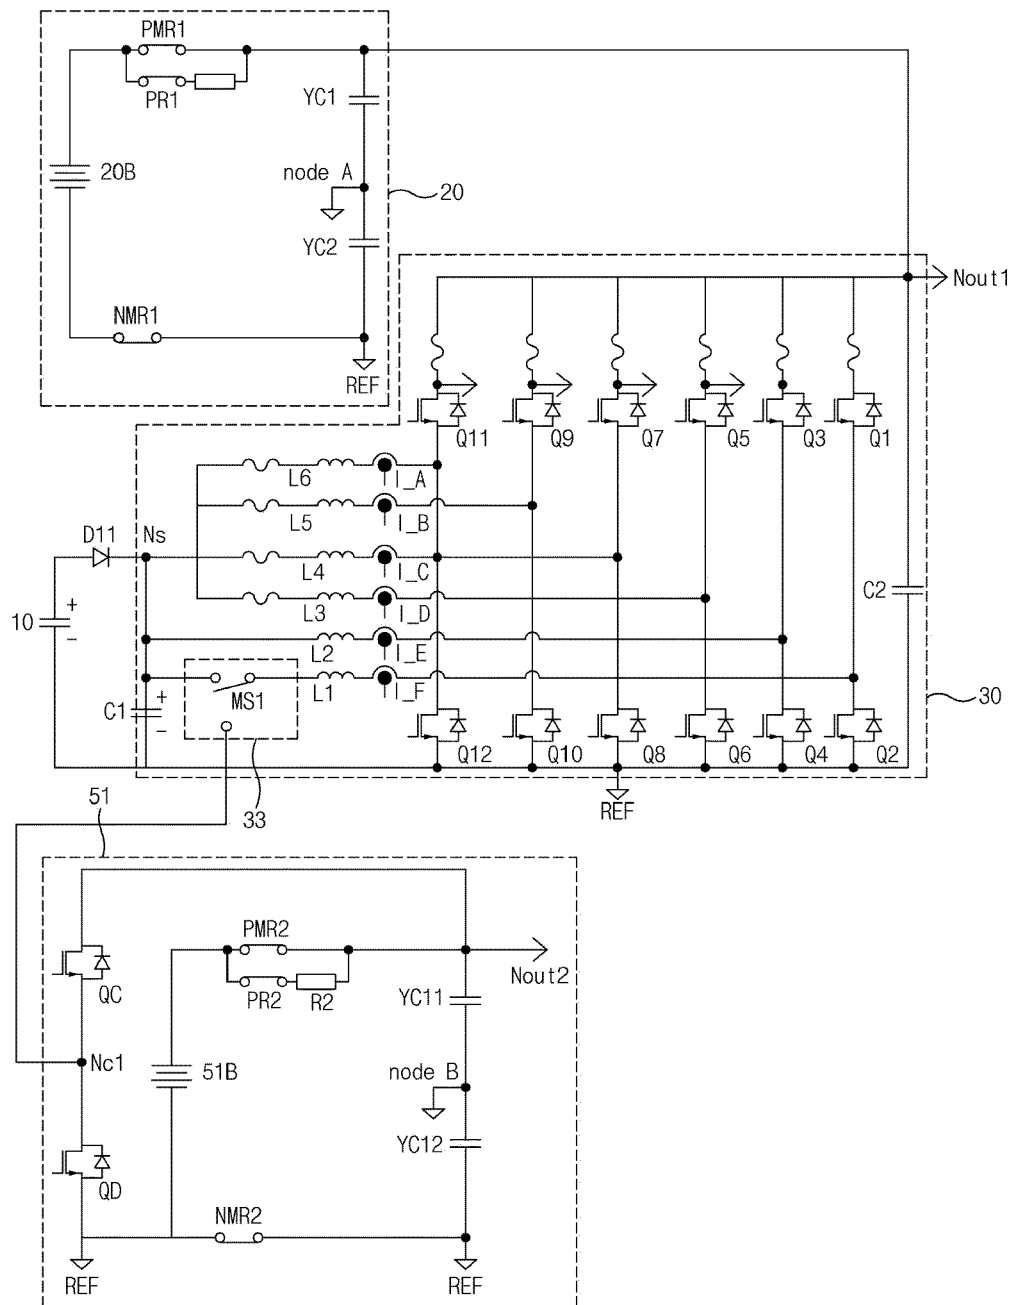 PMR1
PR1
YC1
20B
node A
20
YC2
Nout1
NMR1
REF
Q11 Q9 Q7 Q5 Q3 Q1
L6 I_A
L5 I_B
D11 Ns
L4 I_C
C2
10 + −
L3 I_D
L2 I_E
MS1 L1 I_F
C1 + −
30
Q12 Q10 Q8 Q6 Q4 Q2
51
33
REF
PMR2
Nout2
QC
PR2 R2
YC11
Nc1
51B
node B
YC12
QD
NMR2
REF
REF